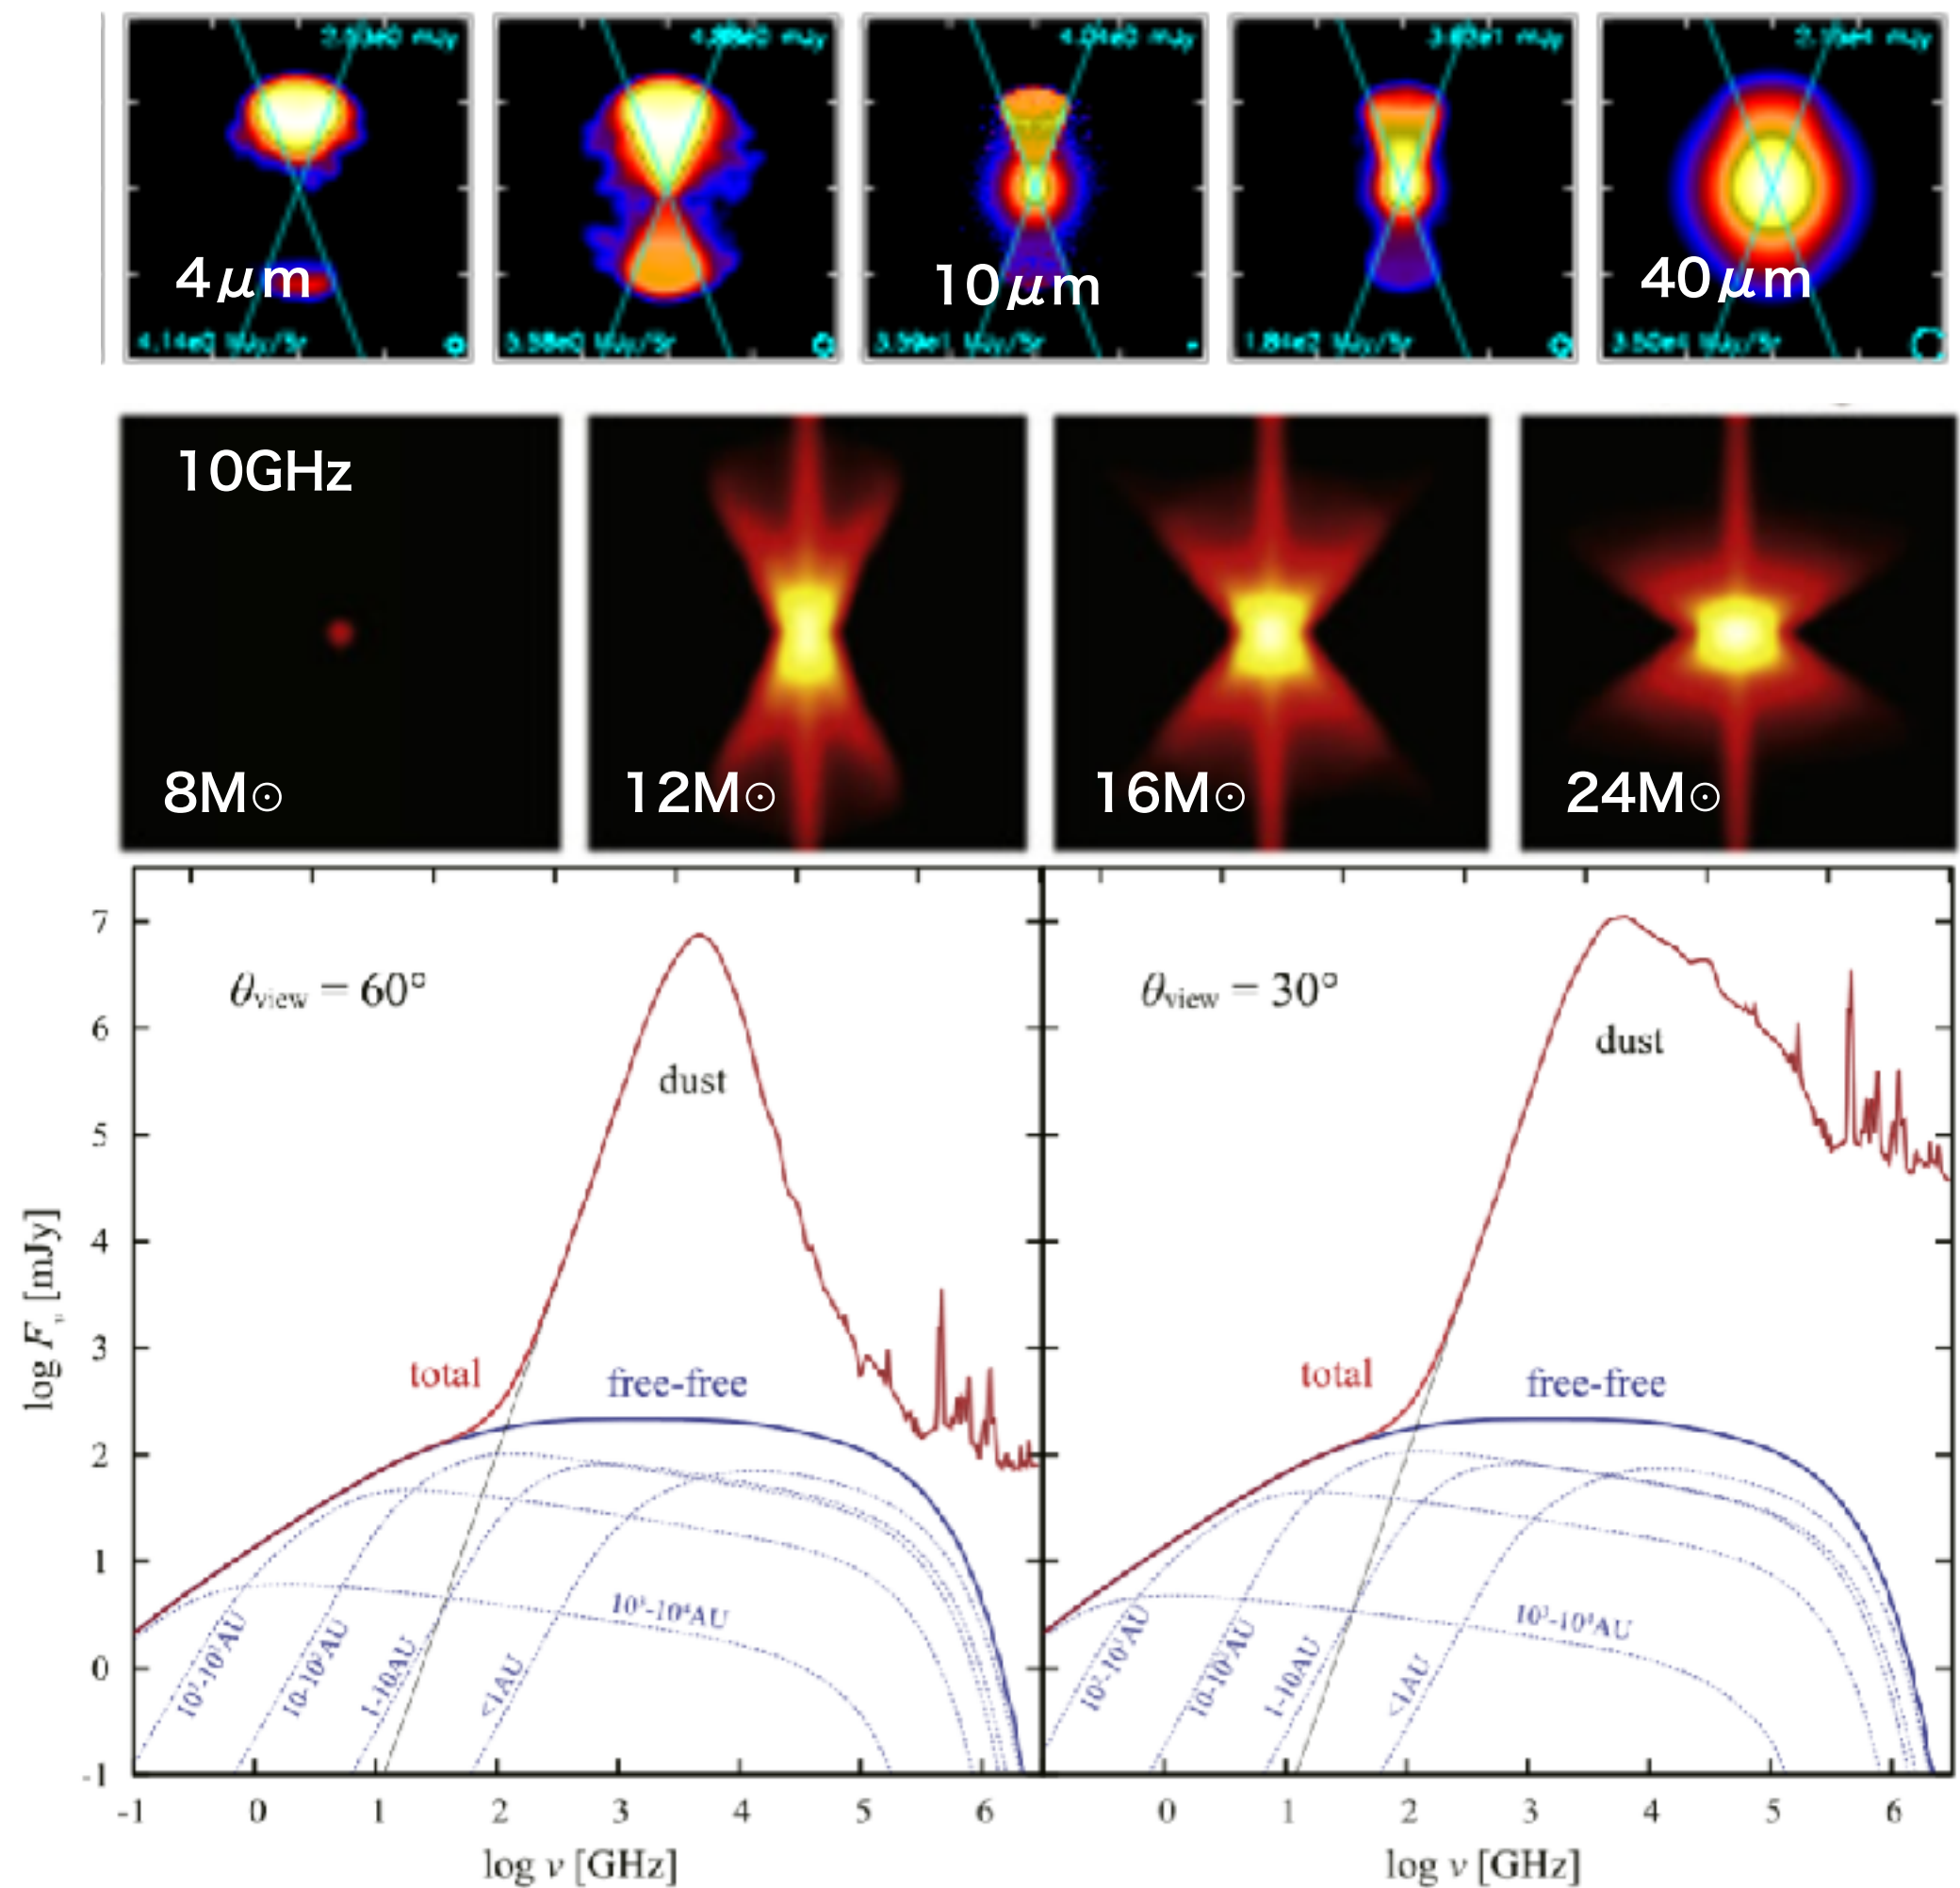 4μm
10μm
40μm
10GHz
8M⊙
12M⊙
16M⊙
24M⊙
θview = 60°
θview = 30°
dust
dust
total
free-free
total
free-free
10³-10⁴AU
10²-10³AU
10-10²AU
1-10AU
<1AU
10³-10⁴AU
10²-10³AU
10-10²AU
1-10AU
<1AU
log Fν [mJy]
7
6
5
4
3
2
1
0
-1
-1 0 1 2 3 4 5 6
0 1 2 3 4 5 6
log ν [GHz]
log ν [GHz]